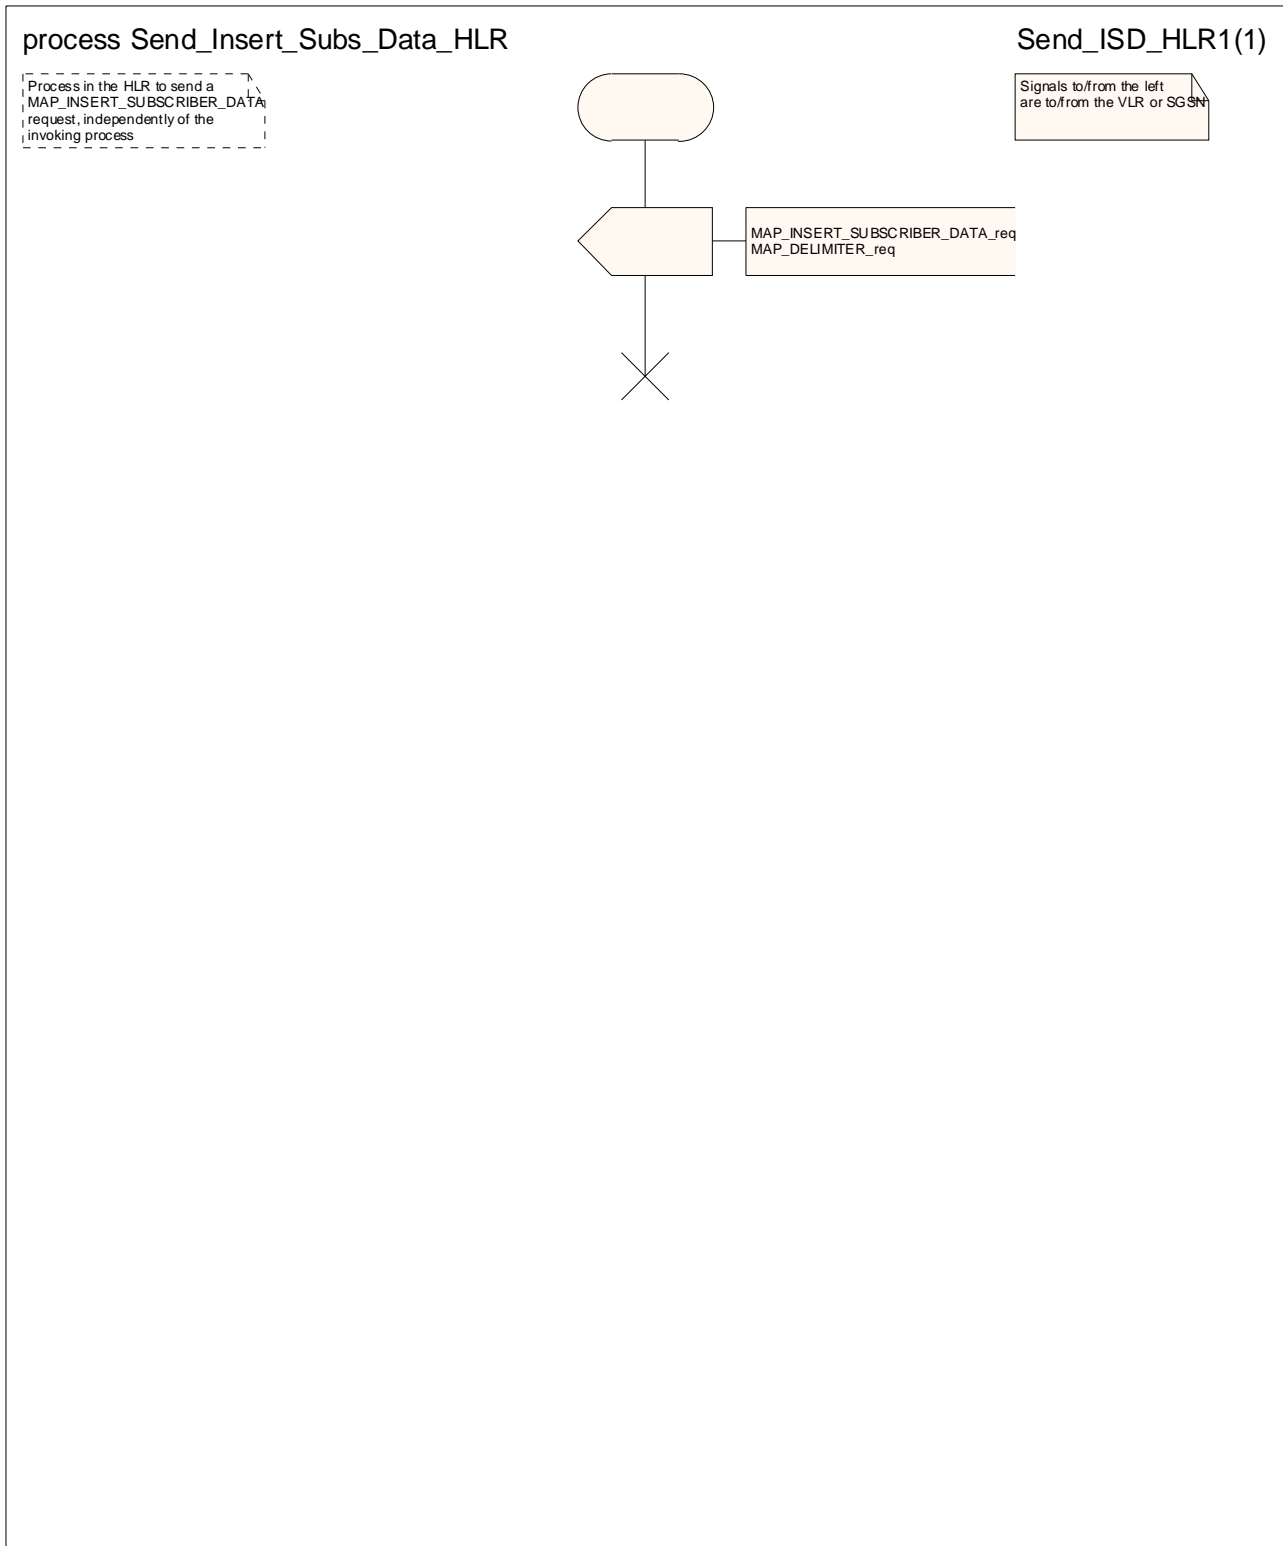 process Send_Insert_Subs_Data_HLR
Send_ISD_HLR1(1)
Process in the HLR to send a
MAP_INSERT_SUBSCRIBER_DATA
request, independently of the
invoking process
Signals to/from the left
are to/from the VLR or SGSN
MAP_INSERT_SUBSCRIBER_DATA_req
MAP_DELIMITER_req